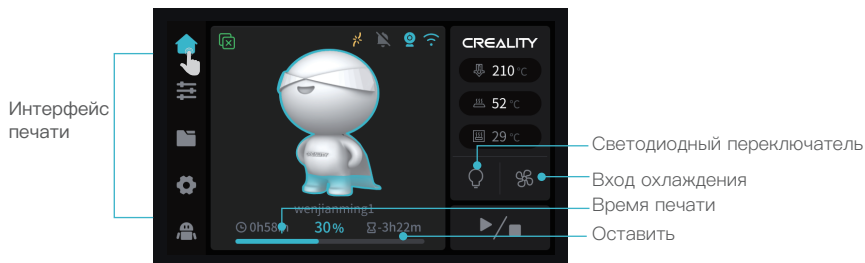 Интерфейс
печати
CREALITY
210 °C
52 °C
29 °C
wenjianming1
0h58m 30% -3h22m
Светодиодный переключатель
Вход охлаждения
Время печати
Оставить